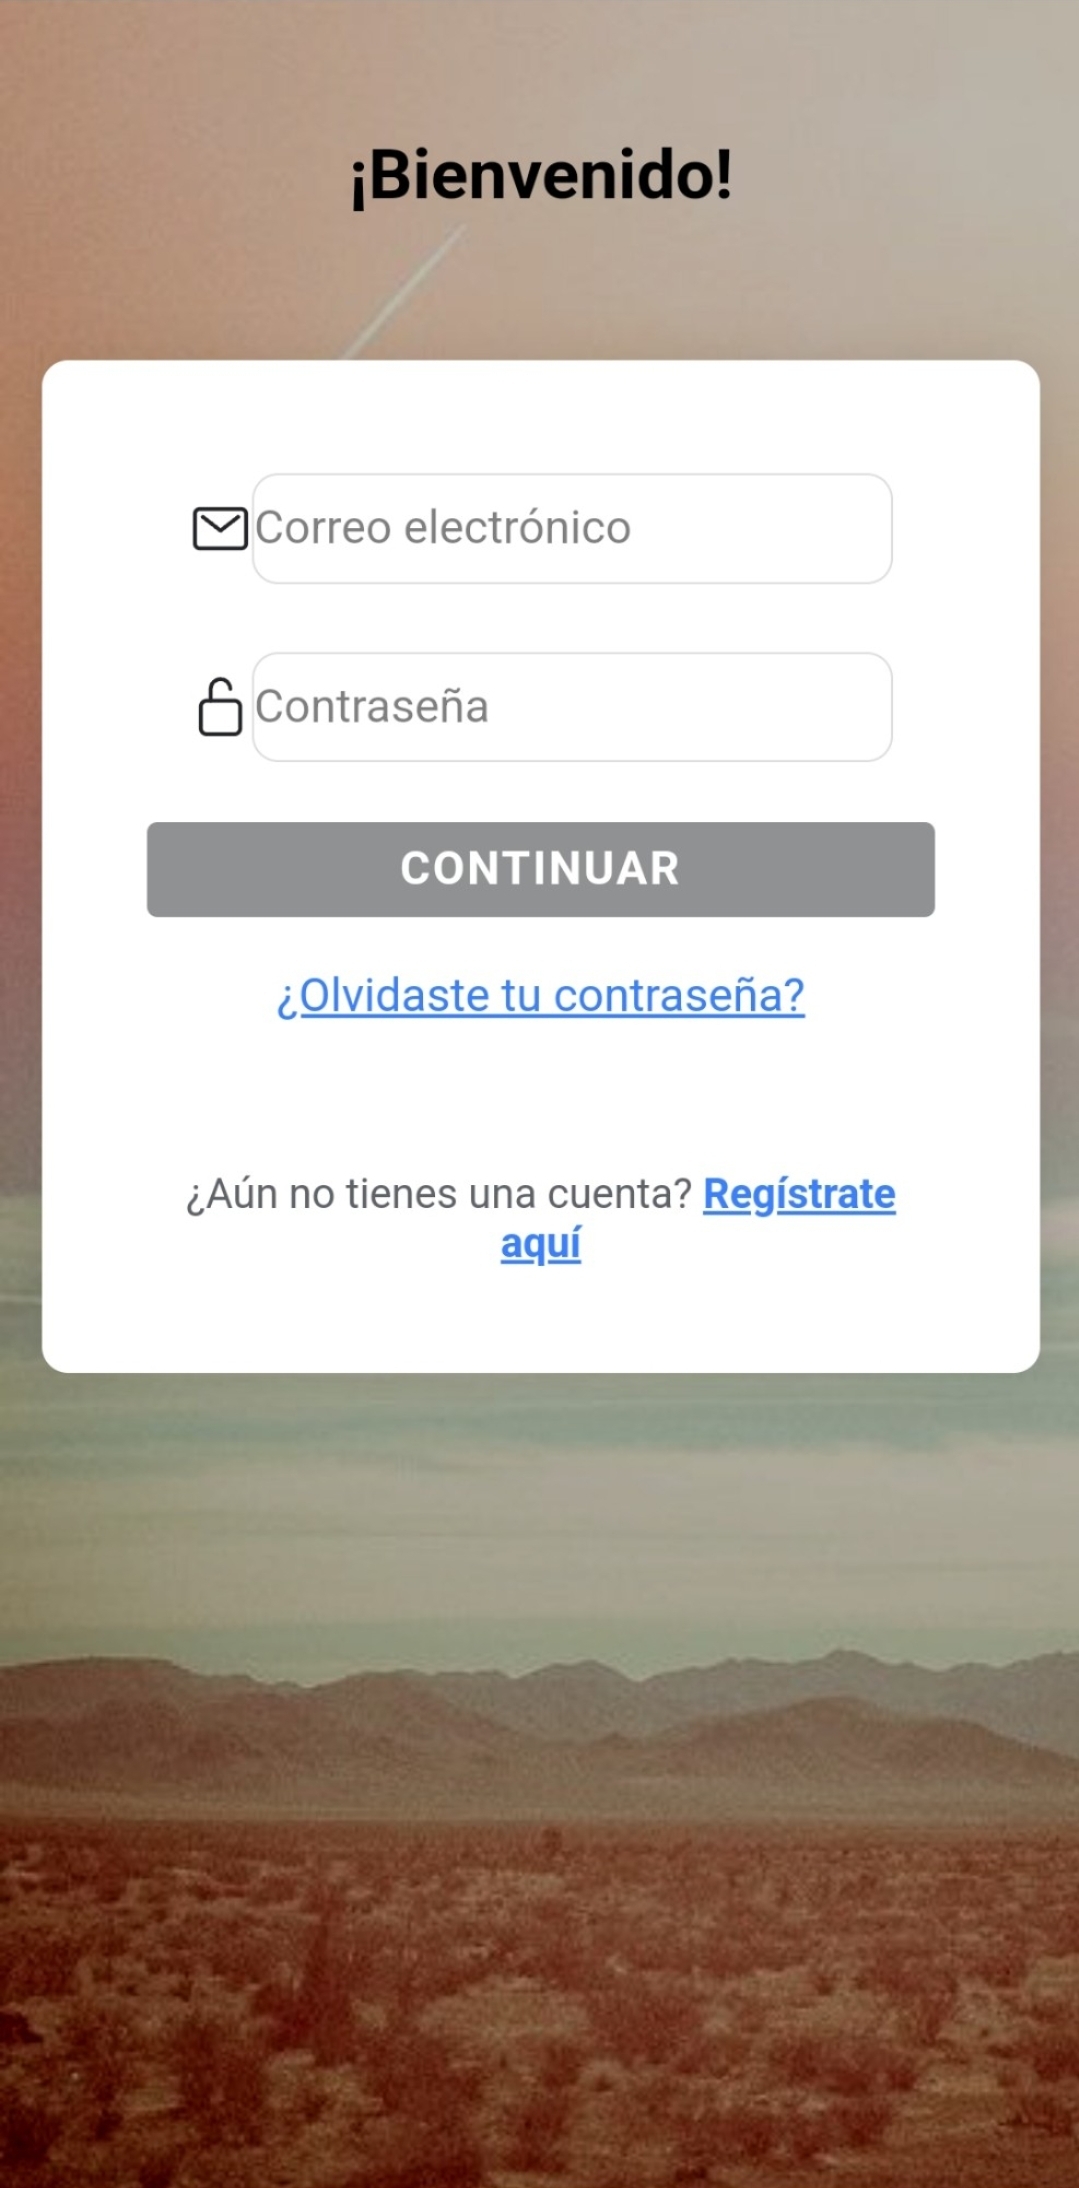 ¡Bienvenido!
Correo electrónico
Contraseña
CONTINUAR
¿Olvidaste tu contraseña?
¿Aún no tienes una cuenta? Regístrate
aquí